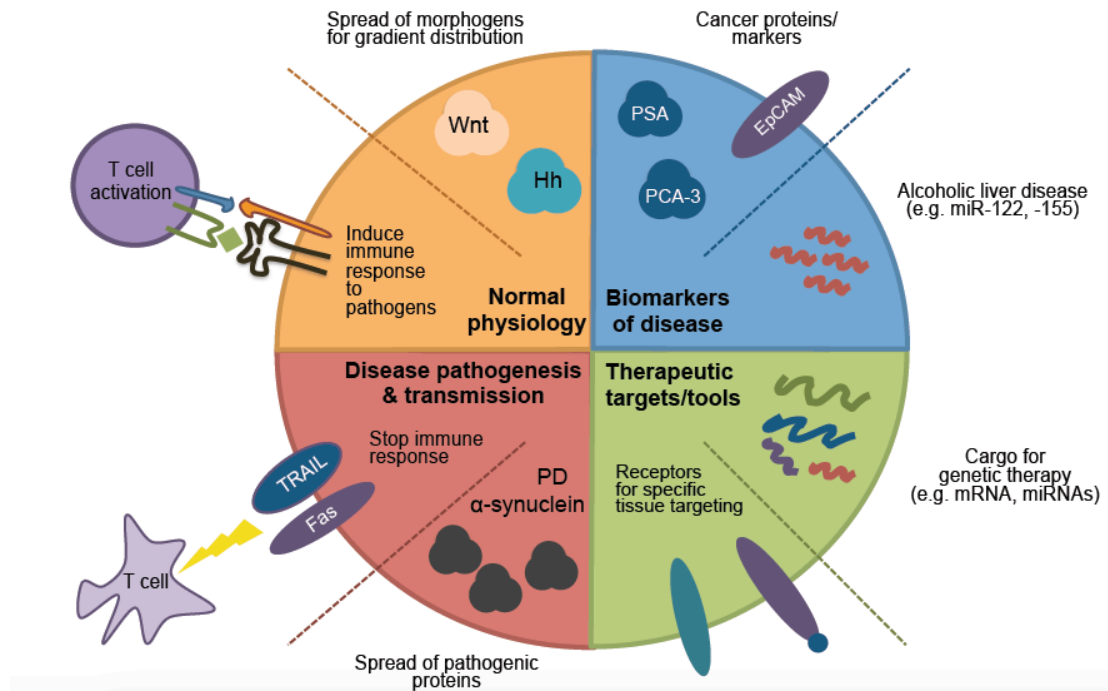 Spread of morphogens
for gradient distribution
Cancer proteins/
markers
Wnt
Hh
PSA
PCA-3
EpCAM
T cell
activation
Induce
immune
response
to
pathogens
Alcoholic liver disease
(e.g. miR-122, -155)
Normal
physiology
Biomarkers
of disease
Disease pathogenesis
& transmission
Therapeutic
targets/tools
Stop immune
response
TRAIL
Fas
T cell
PD
α-synuclein
Receptors
for specific
tissue targeting
Cargo for
genetic therapy
(e.g. mRNA, miRNAs)
Spread of pathogenic
proteins